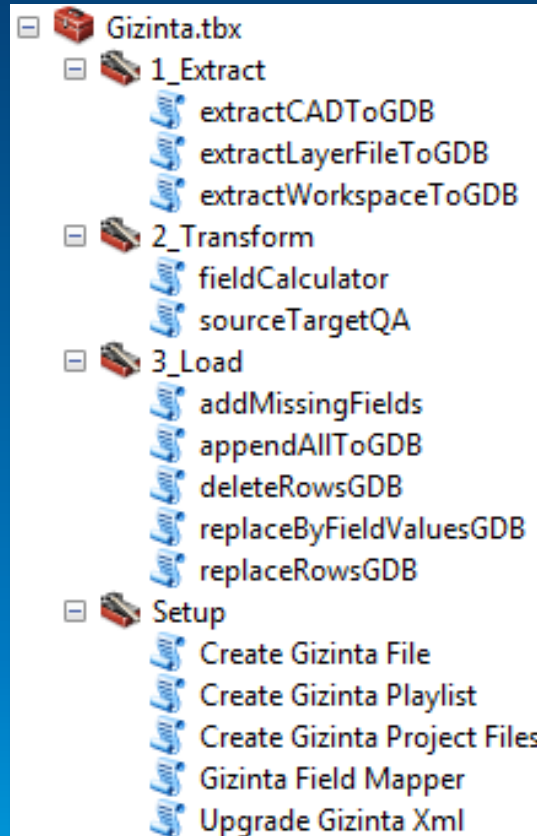 Gizinta.tbx
1_Extract
extractCADToGDB
extractLayerFileToGDB
extractWorkspaceToGDB
2_Transform
fieldCalculator
sourceTargetQA
3_Load
addMissingFields
appendAllToGDB
deleteRowsGDB
replaceByFieldValuesGDB
replaceRowsGDB
Setup
Create Gizinta File
Create Gizinta Playlist
Create Gizinta Project Files
Gizinta Field Mapper
Upgrade Gizinta Xml